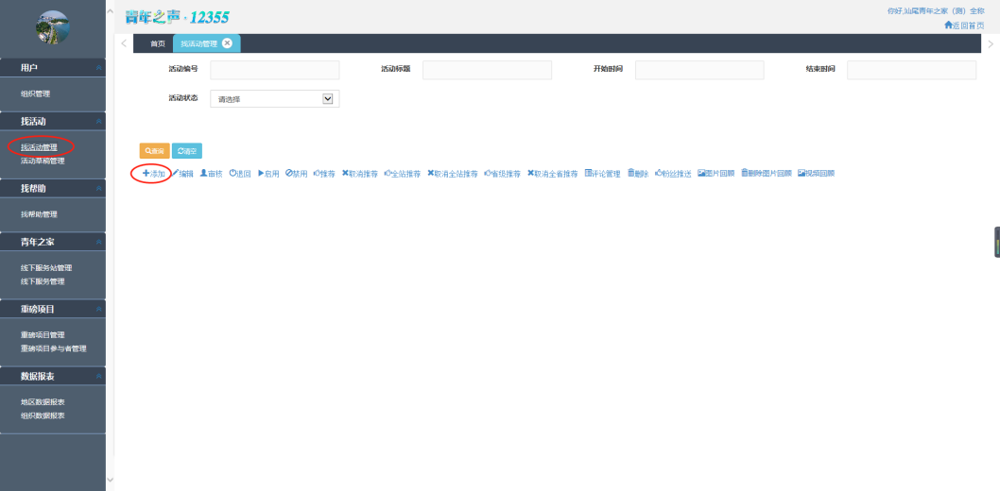 青年之声·12355
你好,汕尾青年之家（测）全称
返回首页
首页 找活动管理
用户
组织管理
找活动
找活动管理
活动草稿管理
找帮助
找帮助管理
青年之家
线下服务站管理
线下服务管理
重磅项目
重磅项目管理
重磅项目参与者管理
数据报表
地区数据报表
组织数据报表
活动编号 活动标题 开始时间 结束时间
活动状态 请选择
查询 清空
添加 编辑 审核 退回 启用 禁用 推荐 取消推荐 全站推荐 取消全站推荐 省级推荐 取消全省推荐 评论管理 删除 粉丝推送 图片回顾 删除图片回顾 视频回顾